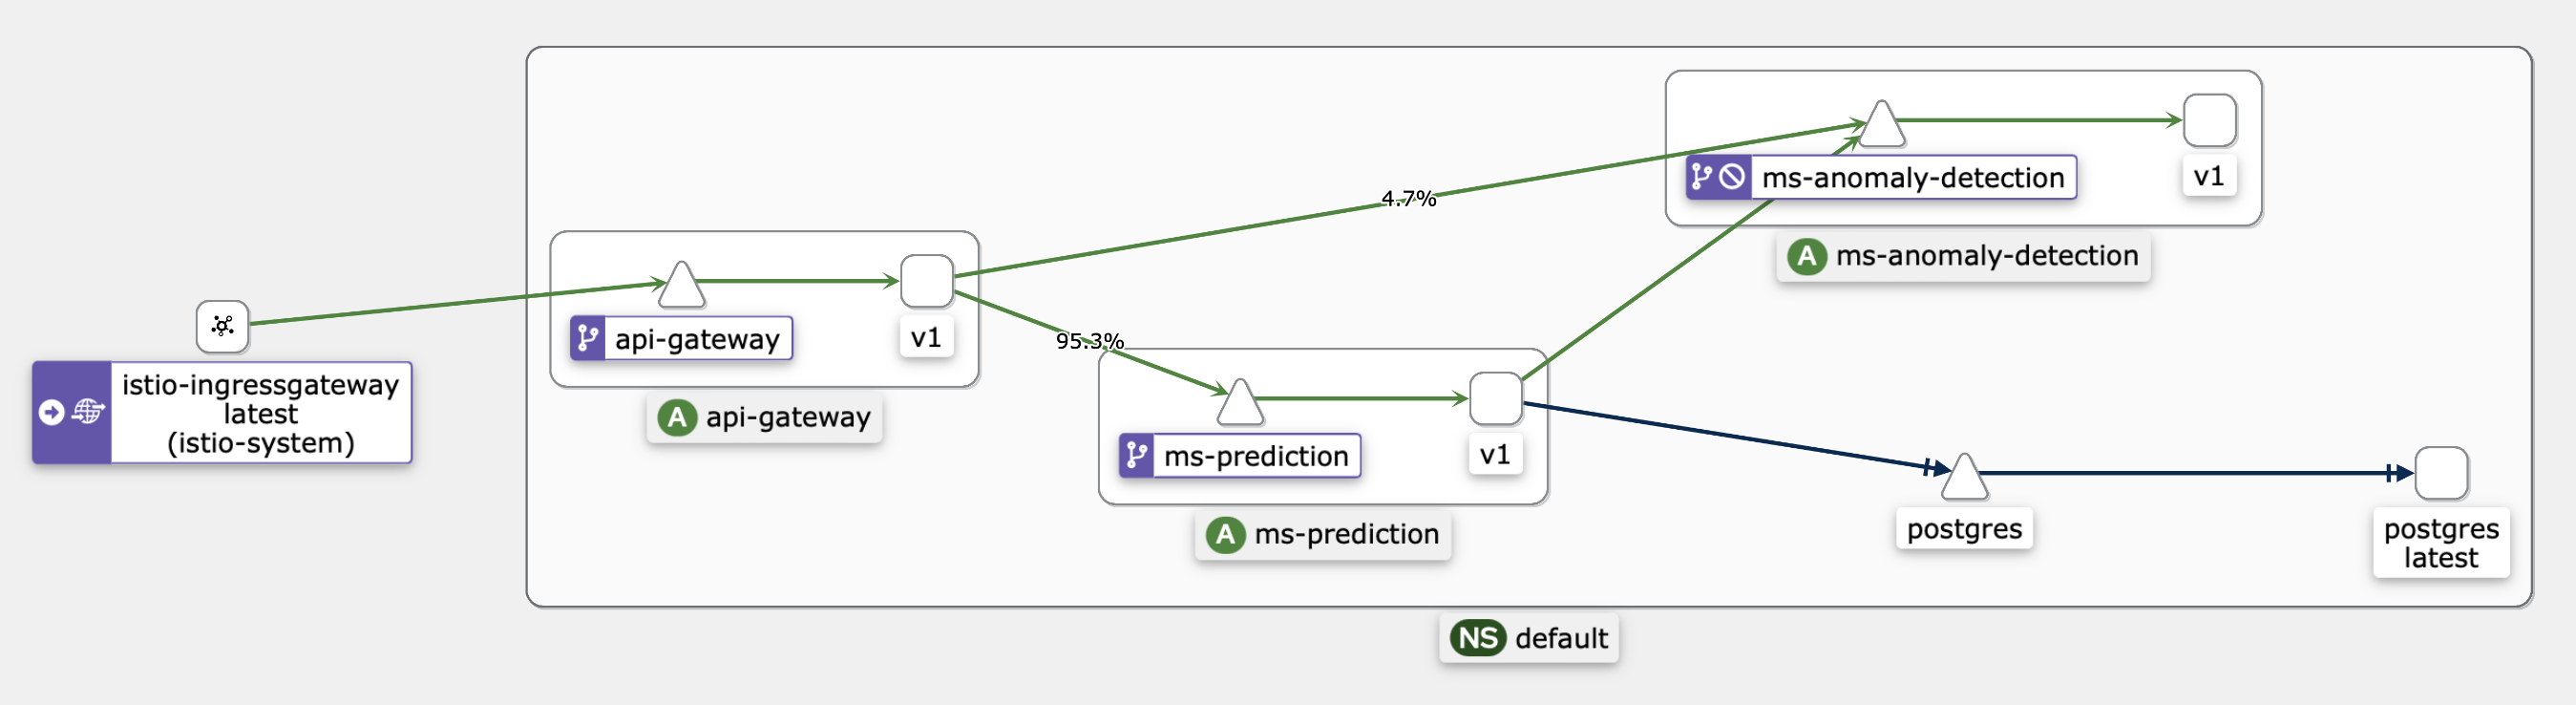 istio-ingressgateway
latest
(istio-system)
api-gateway
v1
A api-gateway
4.7%
95.3%
ms-prediction
v1
A ms-prediction
ms-anomaly-detection
v1
A ms-anomaly-detection
postgres
postgres
latest
NS default